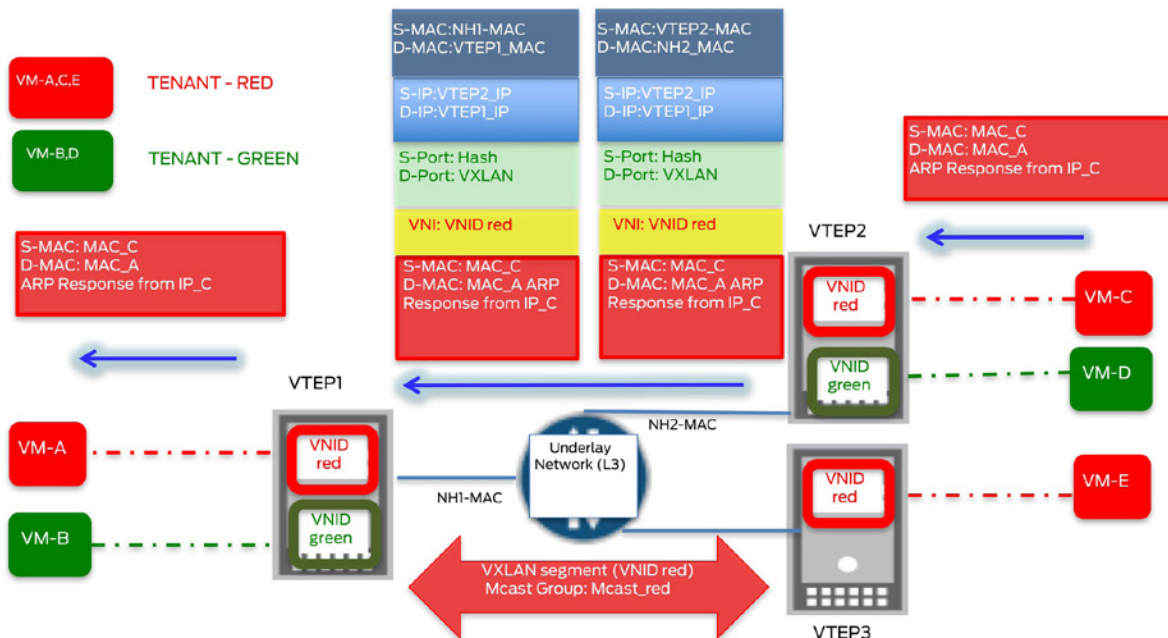 S-MAC:NH1-MAC
D-MAC:VTEP1_MAC
S-IP:VTEP2_IP
D-IP:VTEP1_IP
S-Port: Hash
D-Port: VXLAN
VNI: VNID red
S-MAC: MAC_C
D-MAC: MAC_A ARP
Response from IP_C
S-MAC:VTEP2-MAC
D-MAC:NH2_MAC
S-IP:VTEP2_IP
D-IP:VTEP1_IP
S-Port: Hash
D-Port: VXLAN
VNI: VNID red
S-MAC: MAC_C
D-MAC: MAC_A ARP
Response from IP_C
VM-A,C,E
TENANT - RED
VM-B,D
TENANT - GREEN
S-MAC: MAC_C
D-MAC: MAC_A
ARP Response from IP_C
S-MAC: MAC_C
D-MAC: MAC_A
ARP Response from IP_C
VTEP2
VNID
red
VNID
green
VM-C
VM-D
VTEP1
VNID
red
VNID
green
VM-A
VM-B
NH1-MAC
Underlay
Network (L3)
NH2-MAC
VNID
red
VM-E
VTEP3
VXLAN segment (VNID red)
Mcast Group: Mcast_red